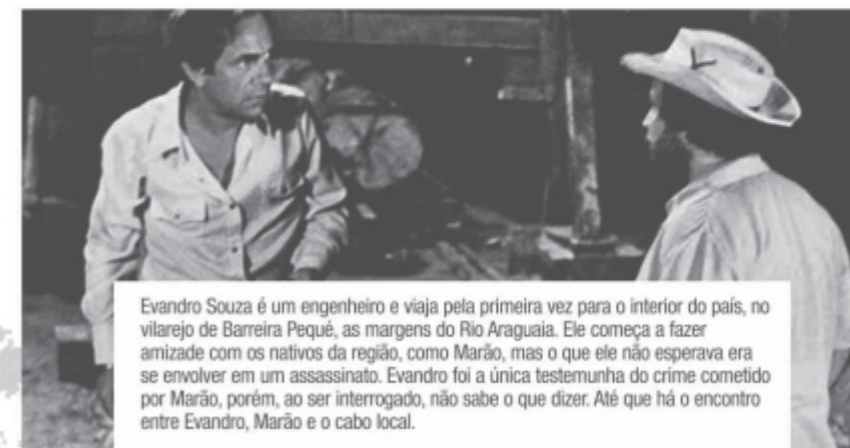 Evandro Souza é um engenheiro e viaja pela primeira vez para o interior do país, no
vilarejo de Barreira Pequé, as margens do Rio Araguaia. Ele começa a fazer
amizade com os nativos da região, como Marão, mas o que ele não esperava era
se envolver em um assassinato. Evandro foi a única testemunha do crime cometido
por Marão, porém, ao ser interrogado, não sabe o que dizer. Até que há o encontro
entre Evandro, Marão e o cabo local.